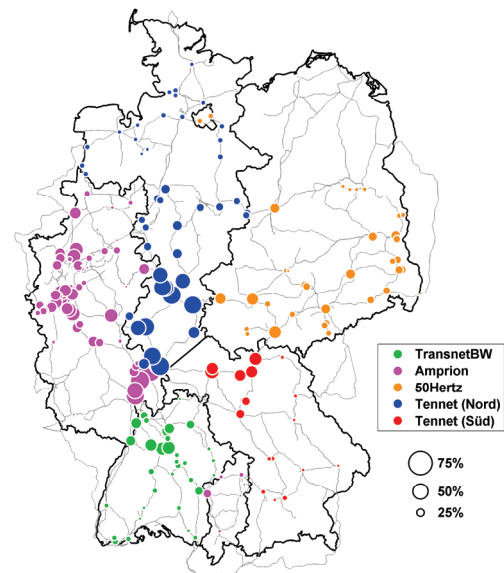 TransnetBW
Amprion
50Hertz
Tennet (Nord)
Tennet (Süd)
75%
50%
25%